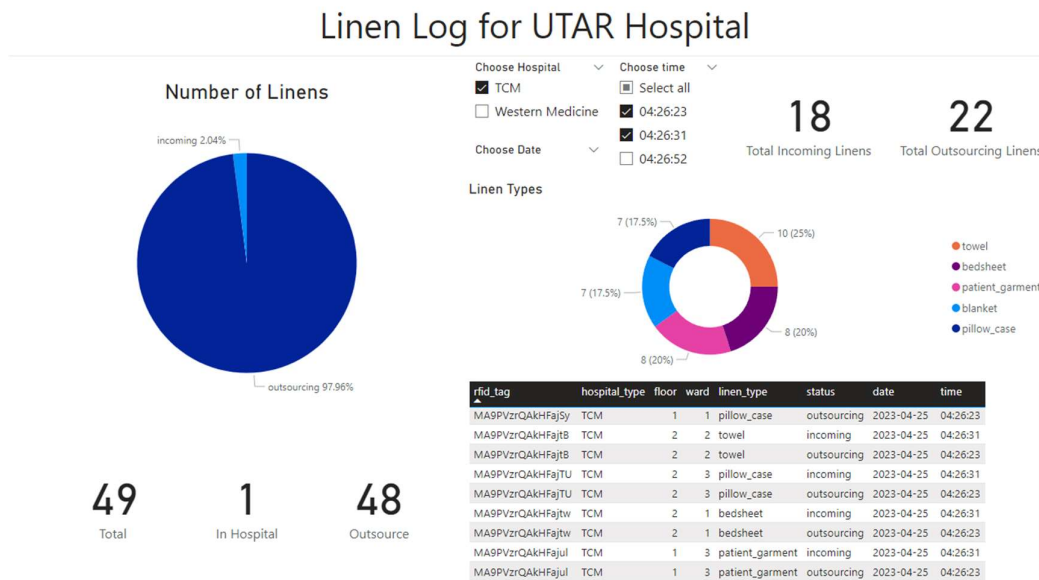 Linen Log for UTAR Hospital
Number of Linens
incoming 2.04%
outsourcing 97.96%
49
Total
1
In Hospital
48
Outsource
Choose Hospital
TCM
Western Medicine
Choose Date
Choose time
Select all
04:26:23
04:26:31
04:26:52
18
Total Incoming Linens
22
Total Outsourcing Linens
Linen Types
7 (17.5%)
10 (25%)
7 (17.5%)
8 (20%)
8 (20%)
towel
bedsheet
patient_garment
blanket
pillow_case
rfid_tag hospital_type floor ward linen_type status date time
MA9PVzrQAkHFajSy TCM 1 1 pillow_case outsourcing 2023-04-25 04:26:23
MA9PVzrQAkHFajtB TCM 2 2 towel incoming 2023-04-25 04:26:31
MA9PVzrQAkHFajtB TCM 2 2 towel outsourcing 2023-04-25 04:26:23
MA9PVzrQAkHFajTU TCM 2 3 pillow_case incoming 2023-04-25 04:26:31
MA9PVzrQAkHFajTU TCM 2 3 pillow_case outsourcing 2023-04-25 04:26:23
MA9PVzrQAkHFajtw TCM 2 1 bedsheet incoming 2023-04-25 04:26:31
MA9PVzrQAkHFajtw TCM 2 1 bedsheet outsourcing 2023-04-25 04:26:23
MA9PVzrQAkHFajul TCM 1 3 patient_garment incoming 2023-04-25 04:26:31
MA9PVzrQAkHFajul TCM 1 3 patient_garment outsourcing 2023-04-25 04:26:23